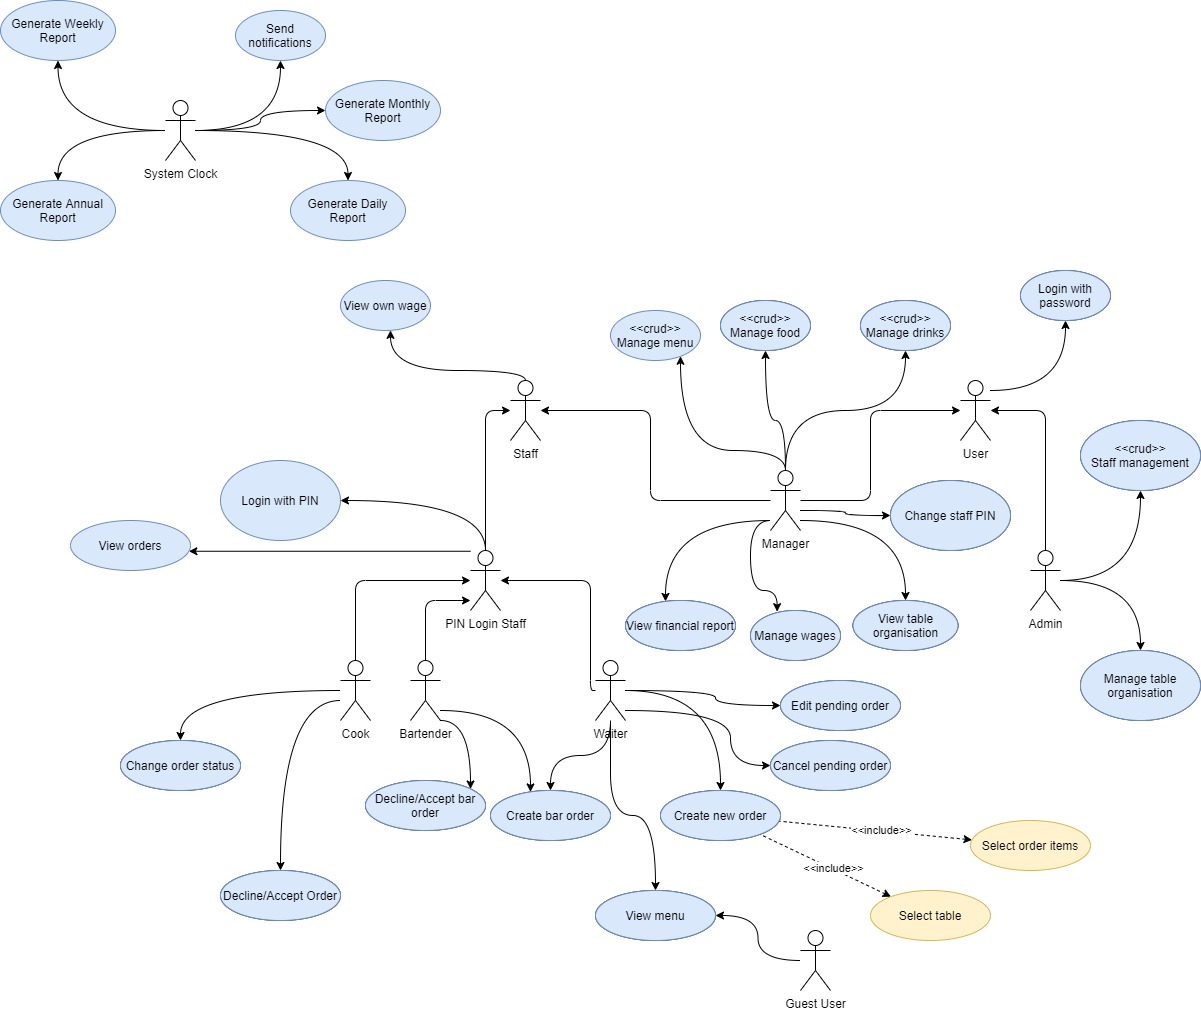 Generate Weekly
Report
Send
notifications
Generate Monthly
Report
System Clock
Generate Annual
Report
Generate Daily
Report
View own wage
<<crud>>
Manage menu
<<crud>>
Manage food
<<crud>>
Manage drinks
Login with
password
Staff
User
<<crud>>
Staff management
Login with PIN
Change staff PIN
View orders
Manager
PIN Login Staff
View financial report
Manage wages
View table
organisation
Admin
Manage table
organisation
Cook
Bartender
Waiter
Edit pending order
Change order status
Cancel pending order
Decline/Accept bar
order
Create bar order
Create new order
<<include>>
Select order items
<<include>>
Decline/Accept Order
View menu
Select table
Guest User